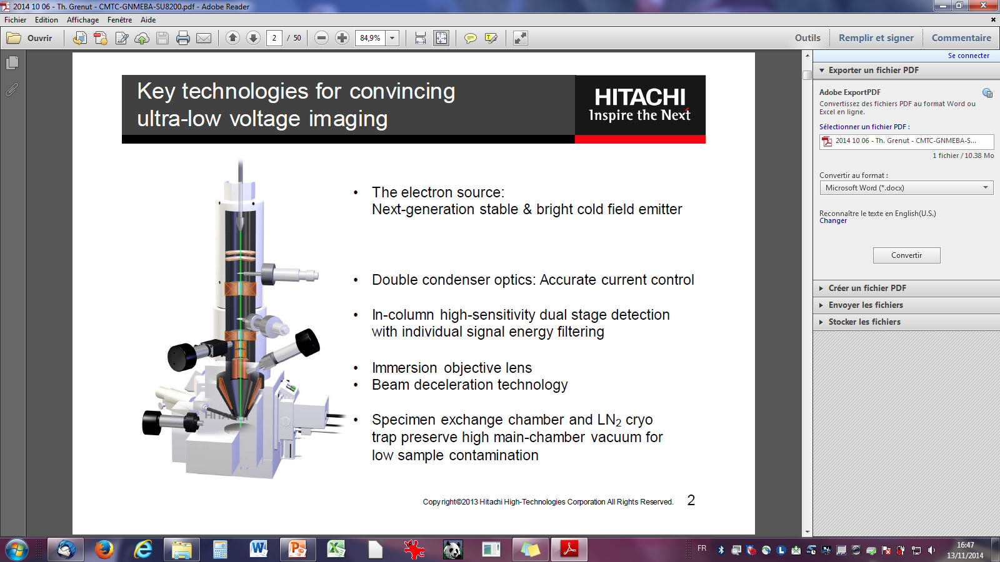 2014 10 06 - Th. Grenut - CMTC-GNMEBA-SU8200.pdf - Adobe Reader
Fichier Edition Affichage Fenêtre Aide
Ouvrir 2 / 50 84,9% Outils Remplir et signer Commentaire
Se connecter
Exporter un fichier PDF
Adobe ExportPDF
Convertissez des fichiers PDF au format Word ou
Excel en ligne.
Sélectionner un fichier PDF :
2014 10 06 - Th. Grenut - CMTC-GNMEBA-S...
1 fichier / 10.38 Mo
Convertir au format :
Microsoft Word (*.docx)
Reconnaître le texte en English(U.S.)
Changer
Convertir
Créer un fichier PDF
Envoyer les fichiers
Stocker les fichiers
Key technologies for convincing
ultra-low voltage imaging
HITACHI
Inspire the Next
• The electron source:
Next-generation stable & bright cold field emitter
• Double condenser optics: Accurate current control
• In-column high-sensitivity dual stage detection
with individual signal energy filtering
• Immersion objective lens
• Beam deceleration technology
• Specimen exchange chamber and LN2 cryo
trap preserve high main-chamber vacuum for
low sample contamination
HITACHI
Copyright©2013 Hitachi High-Technologies Corporation All Rights Reserved. 2
FR
16:47
13/11/2014